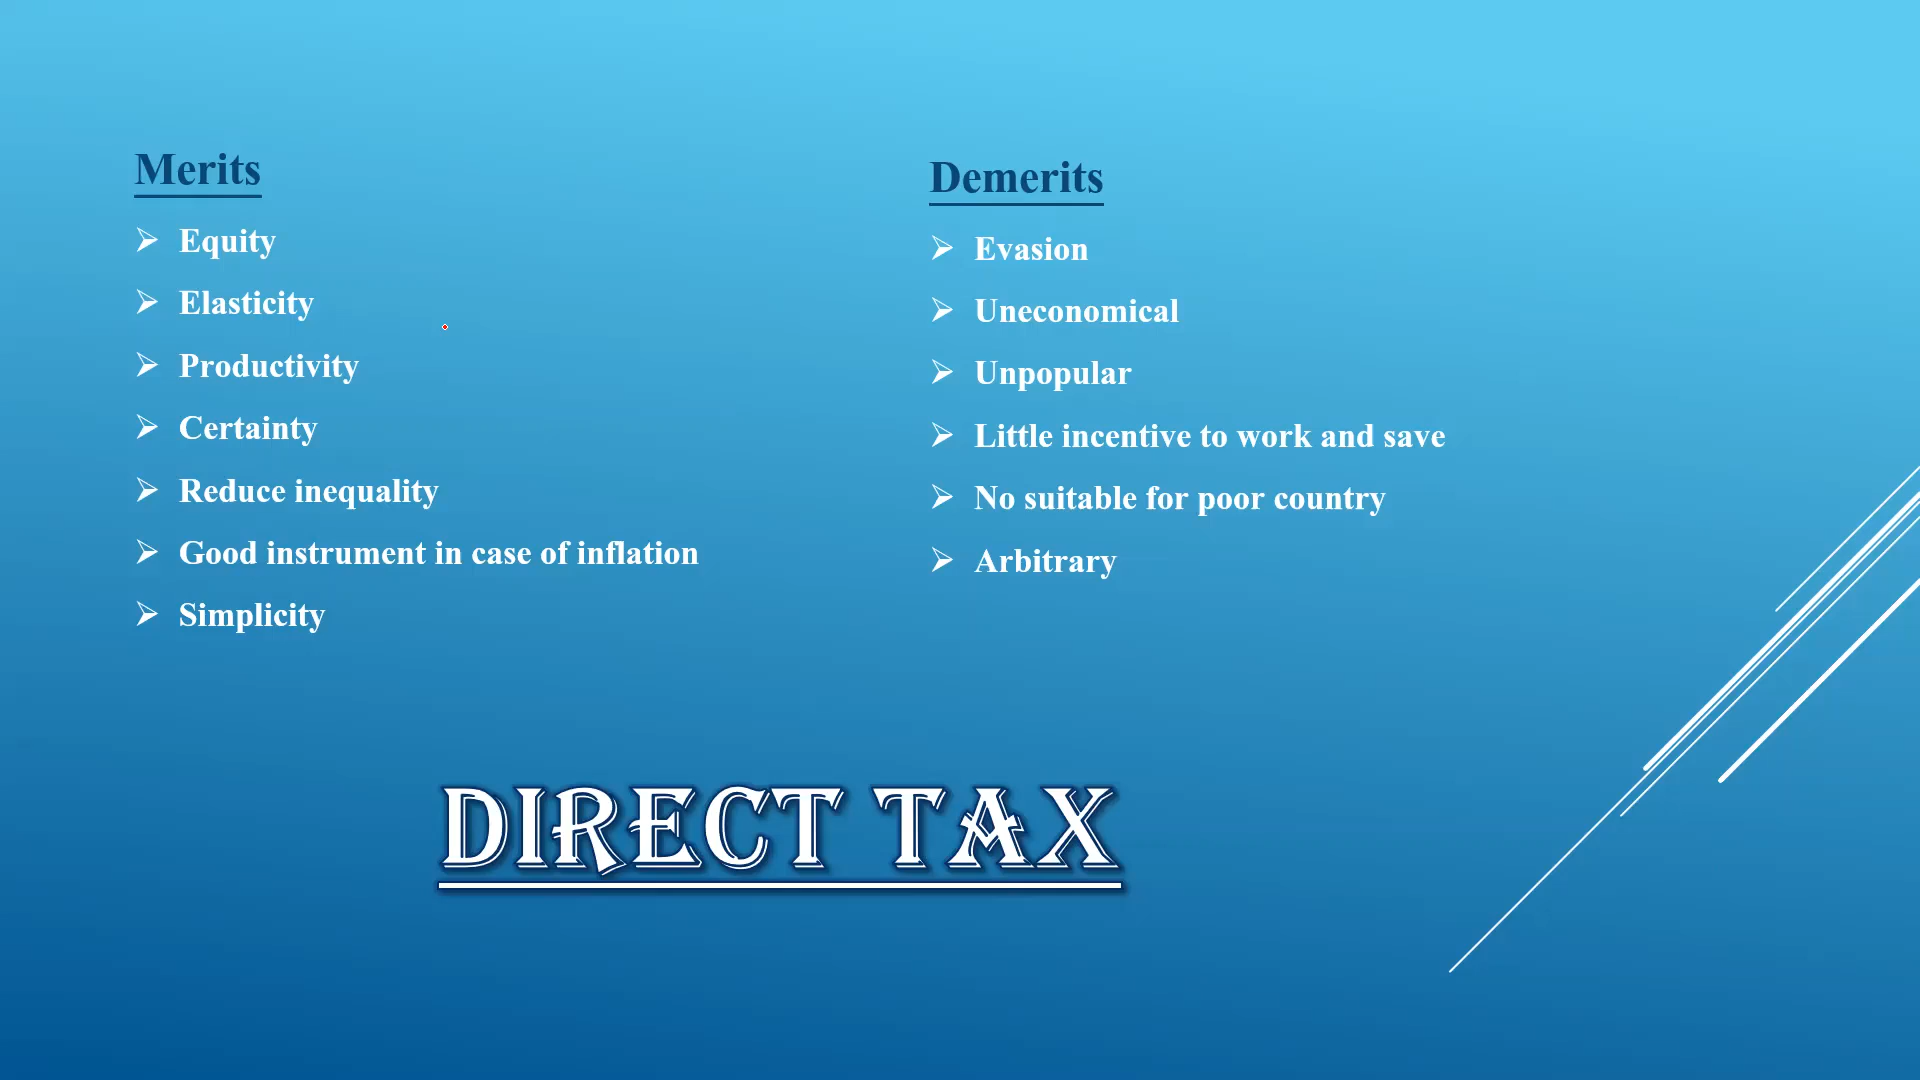 Merits
Equity
Elasticity
Productivity
Certainty
Reduce inequality
Good instrument in case of inflation
Simplicity
Demerits
Evasion
Uneconomical
Unpopular
Little incentive to work and save
No suitable for poor country
Arbitrary
DIRECT TAX